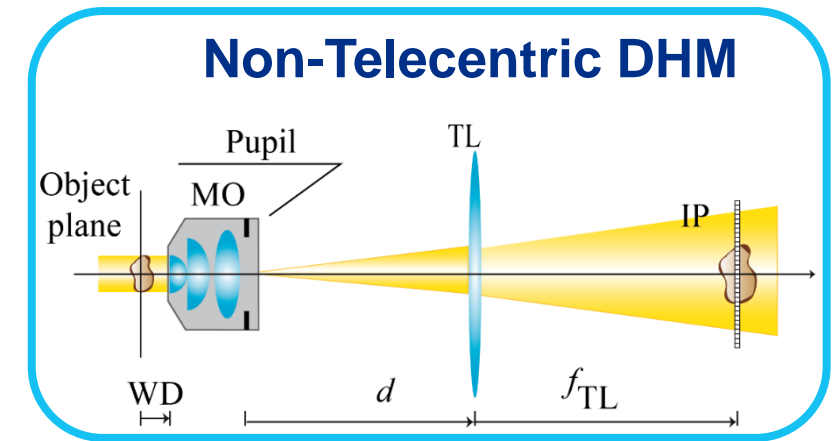 Non-Telecentric DHM
Pupil
TL
Object
plane
MO
IP
WD
d
fTL